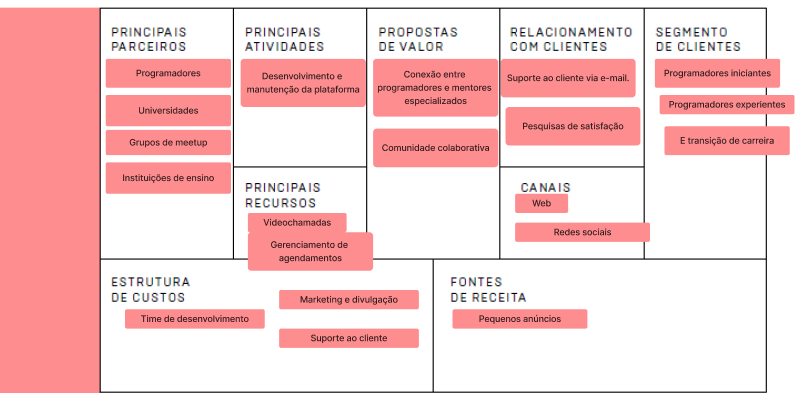 PRINCIPAIS
PARCEIROS
Programadores
Universidades
Grupos de meetup
Instituições de ensino
PRINCIPAIS
ATIVIDADES
Desenvolvimento e
manutenção da plataforma
PRINCIPAIS
RECURSOS
Videochamadas
Gerenciamento de
agendamentos
PROPOSTAS
DE VALOR
Conexão entre
programadores e mentores
especializados
Comunidade colaborativa
RELACIONAMENTO
COM CLIENTES
Suporte ao cliente via e-mail.
Pesquisas de satisfação
CANAIS
Web
Redes sociais
SEGMENTO
DE CLIENTES
Programadores iniciantes
Programadores experientes
E transição de carreira
ESTRUTURA
DE CUSTOS
Time de desenvolvimento
Marketing e divulgação
Suporte ao cliente
FONTES
DE RECEITA
Pequenos anúncios